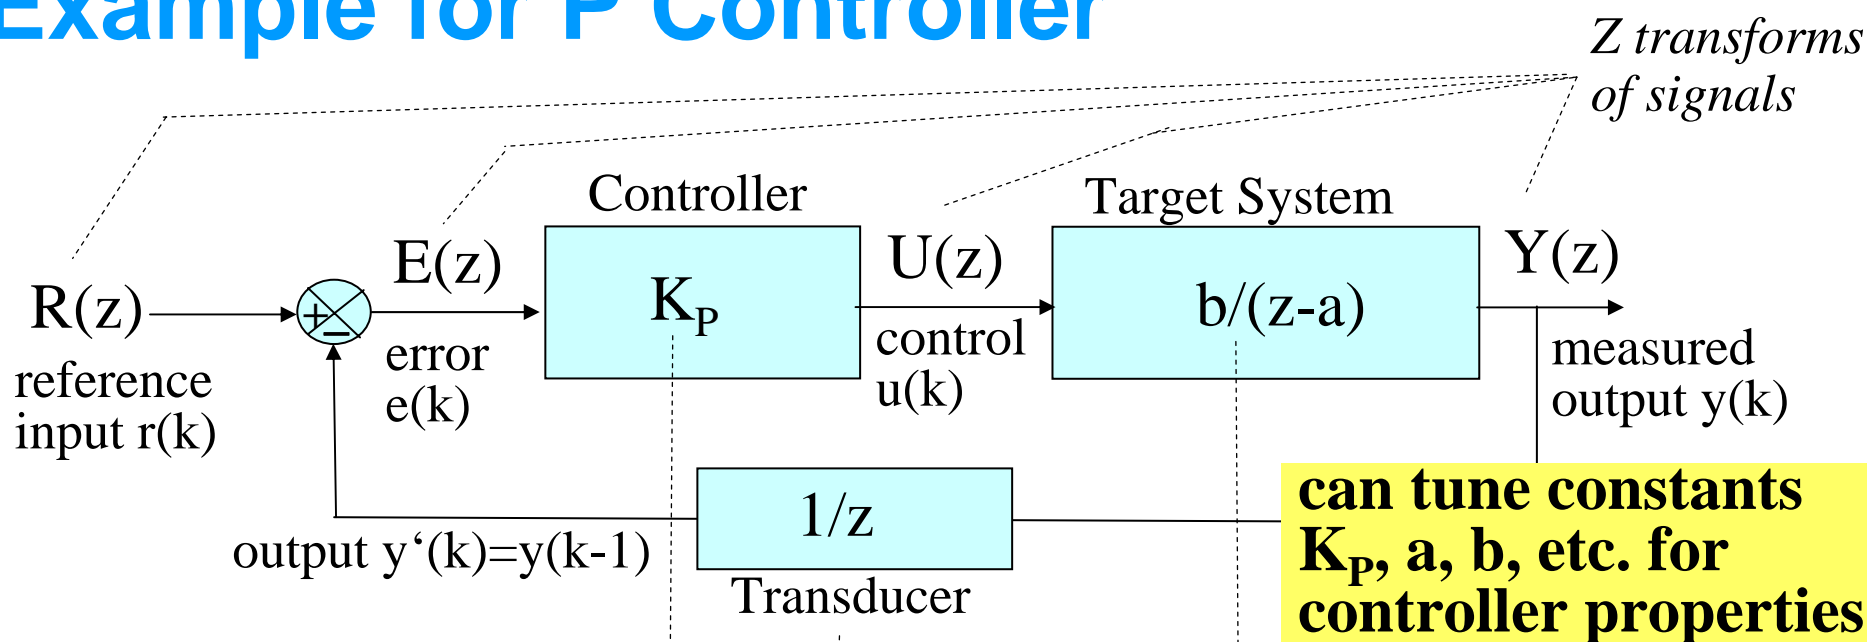 Example for P Controller
Z transforms
of signals
Controller
Target System
R(z)
E(z)
K_P
U(z)
b/(z-a)
Y(z)
+
−
reference
input r(k)
error
e(k)
control
u(k)
measured
output y(k)
output y‘(k)=y(k-1)
1/z
Transducer
can tune constants
K_P, a, b, etc. for
controller properties